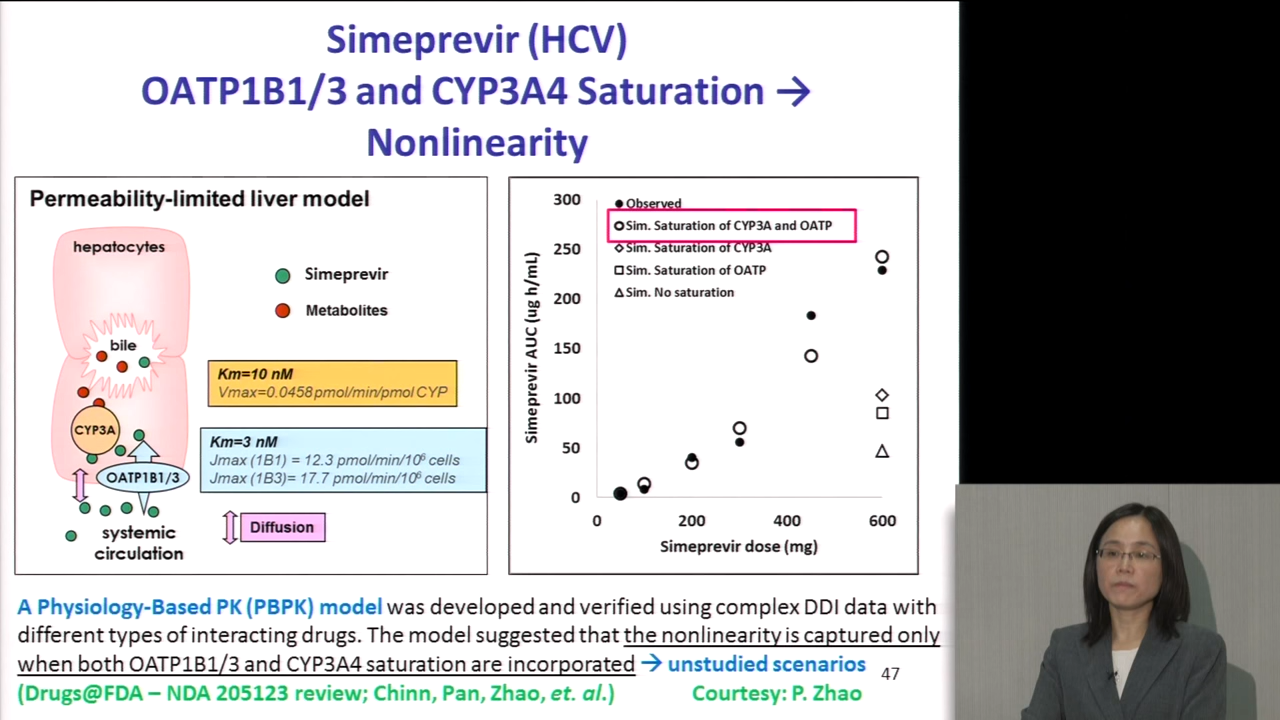 Simeprevir (HCV)
OATP1B1/3 and CYP3A4 Saturation →
Nonlinearity
Permeability-limited liver model
hepatocytes
Simeprevir
Metabolites
bile
Km=10 nM
Vmax=0.0458 pmol/min/pmol CYP
CYP3A
Km=3 nM
Jmax (1B1) = 12.3 pmol/min/10⁶ cells
Jmax (1B3) = 17.7 pmol/min/10⁶ cells
OATP1B1/3
Diffusion
systemic
circulation
Simeprevir AUC (ug h/mL)
300
250
200
150
100
50
0
Observed
Sim. Saturation of CYP3A and OATP
Sim. Saturation of CYP3A
Sim. Saturation of OATP
Sim. No saturation
0 200 400 600
Simeprevir dose (mg)
A Physiology-Based PK (PBPK) model was developed and verified using complex DDI data with
different types of interacting drugs. The model suggested that the nonlinearity is captured only
when both OATP1B1/3 and CYP3A4 saturation are incorporated → unstudied scenarios
47
(Drugs@FDA – NDA 205123 review; Chinn, Pan, Zhao, et. al.) Courtesy: P. Zhao